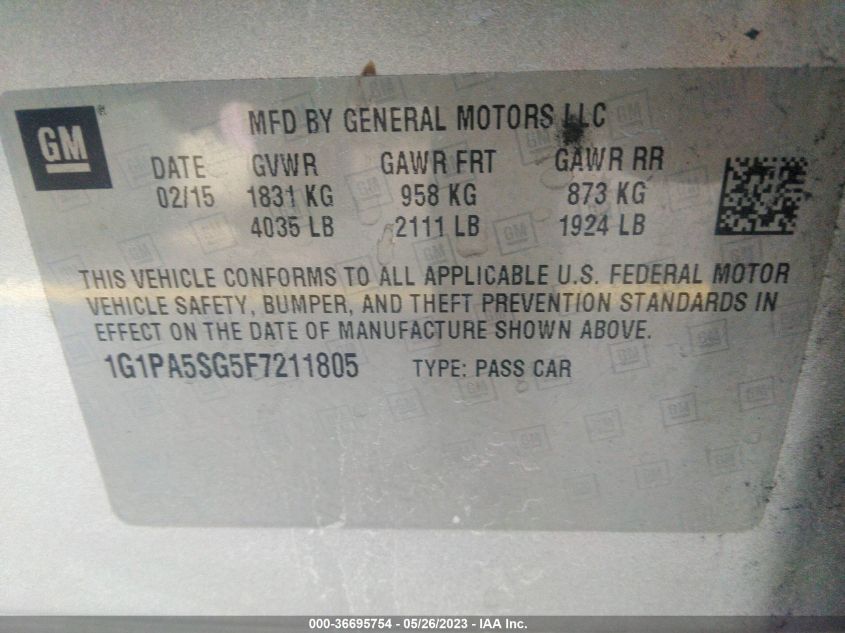 GM
MFD BY GENERAL MOTORS LLC
DATE GVWR GAWR FRT GAWR RR
02/15 1831 KG 958 KG 873 KG
4035 LB 2111 LB 1924 LB
THIS VEHICLE CONFORMS TO ALL APPLICABLE U.S. FEDERAL MOTOR
VEHICLE SAFETY, BUMPER, AND THEFT PREVENTION STANDARDS IN
EFFECT ON THE DATE OF MANUFACTURE SHOWN ABOVE.
1G1PA5SG5F7211805 TYPE: PASS CAR
000-36695754 - 05/26/2023 - IAA Inc.